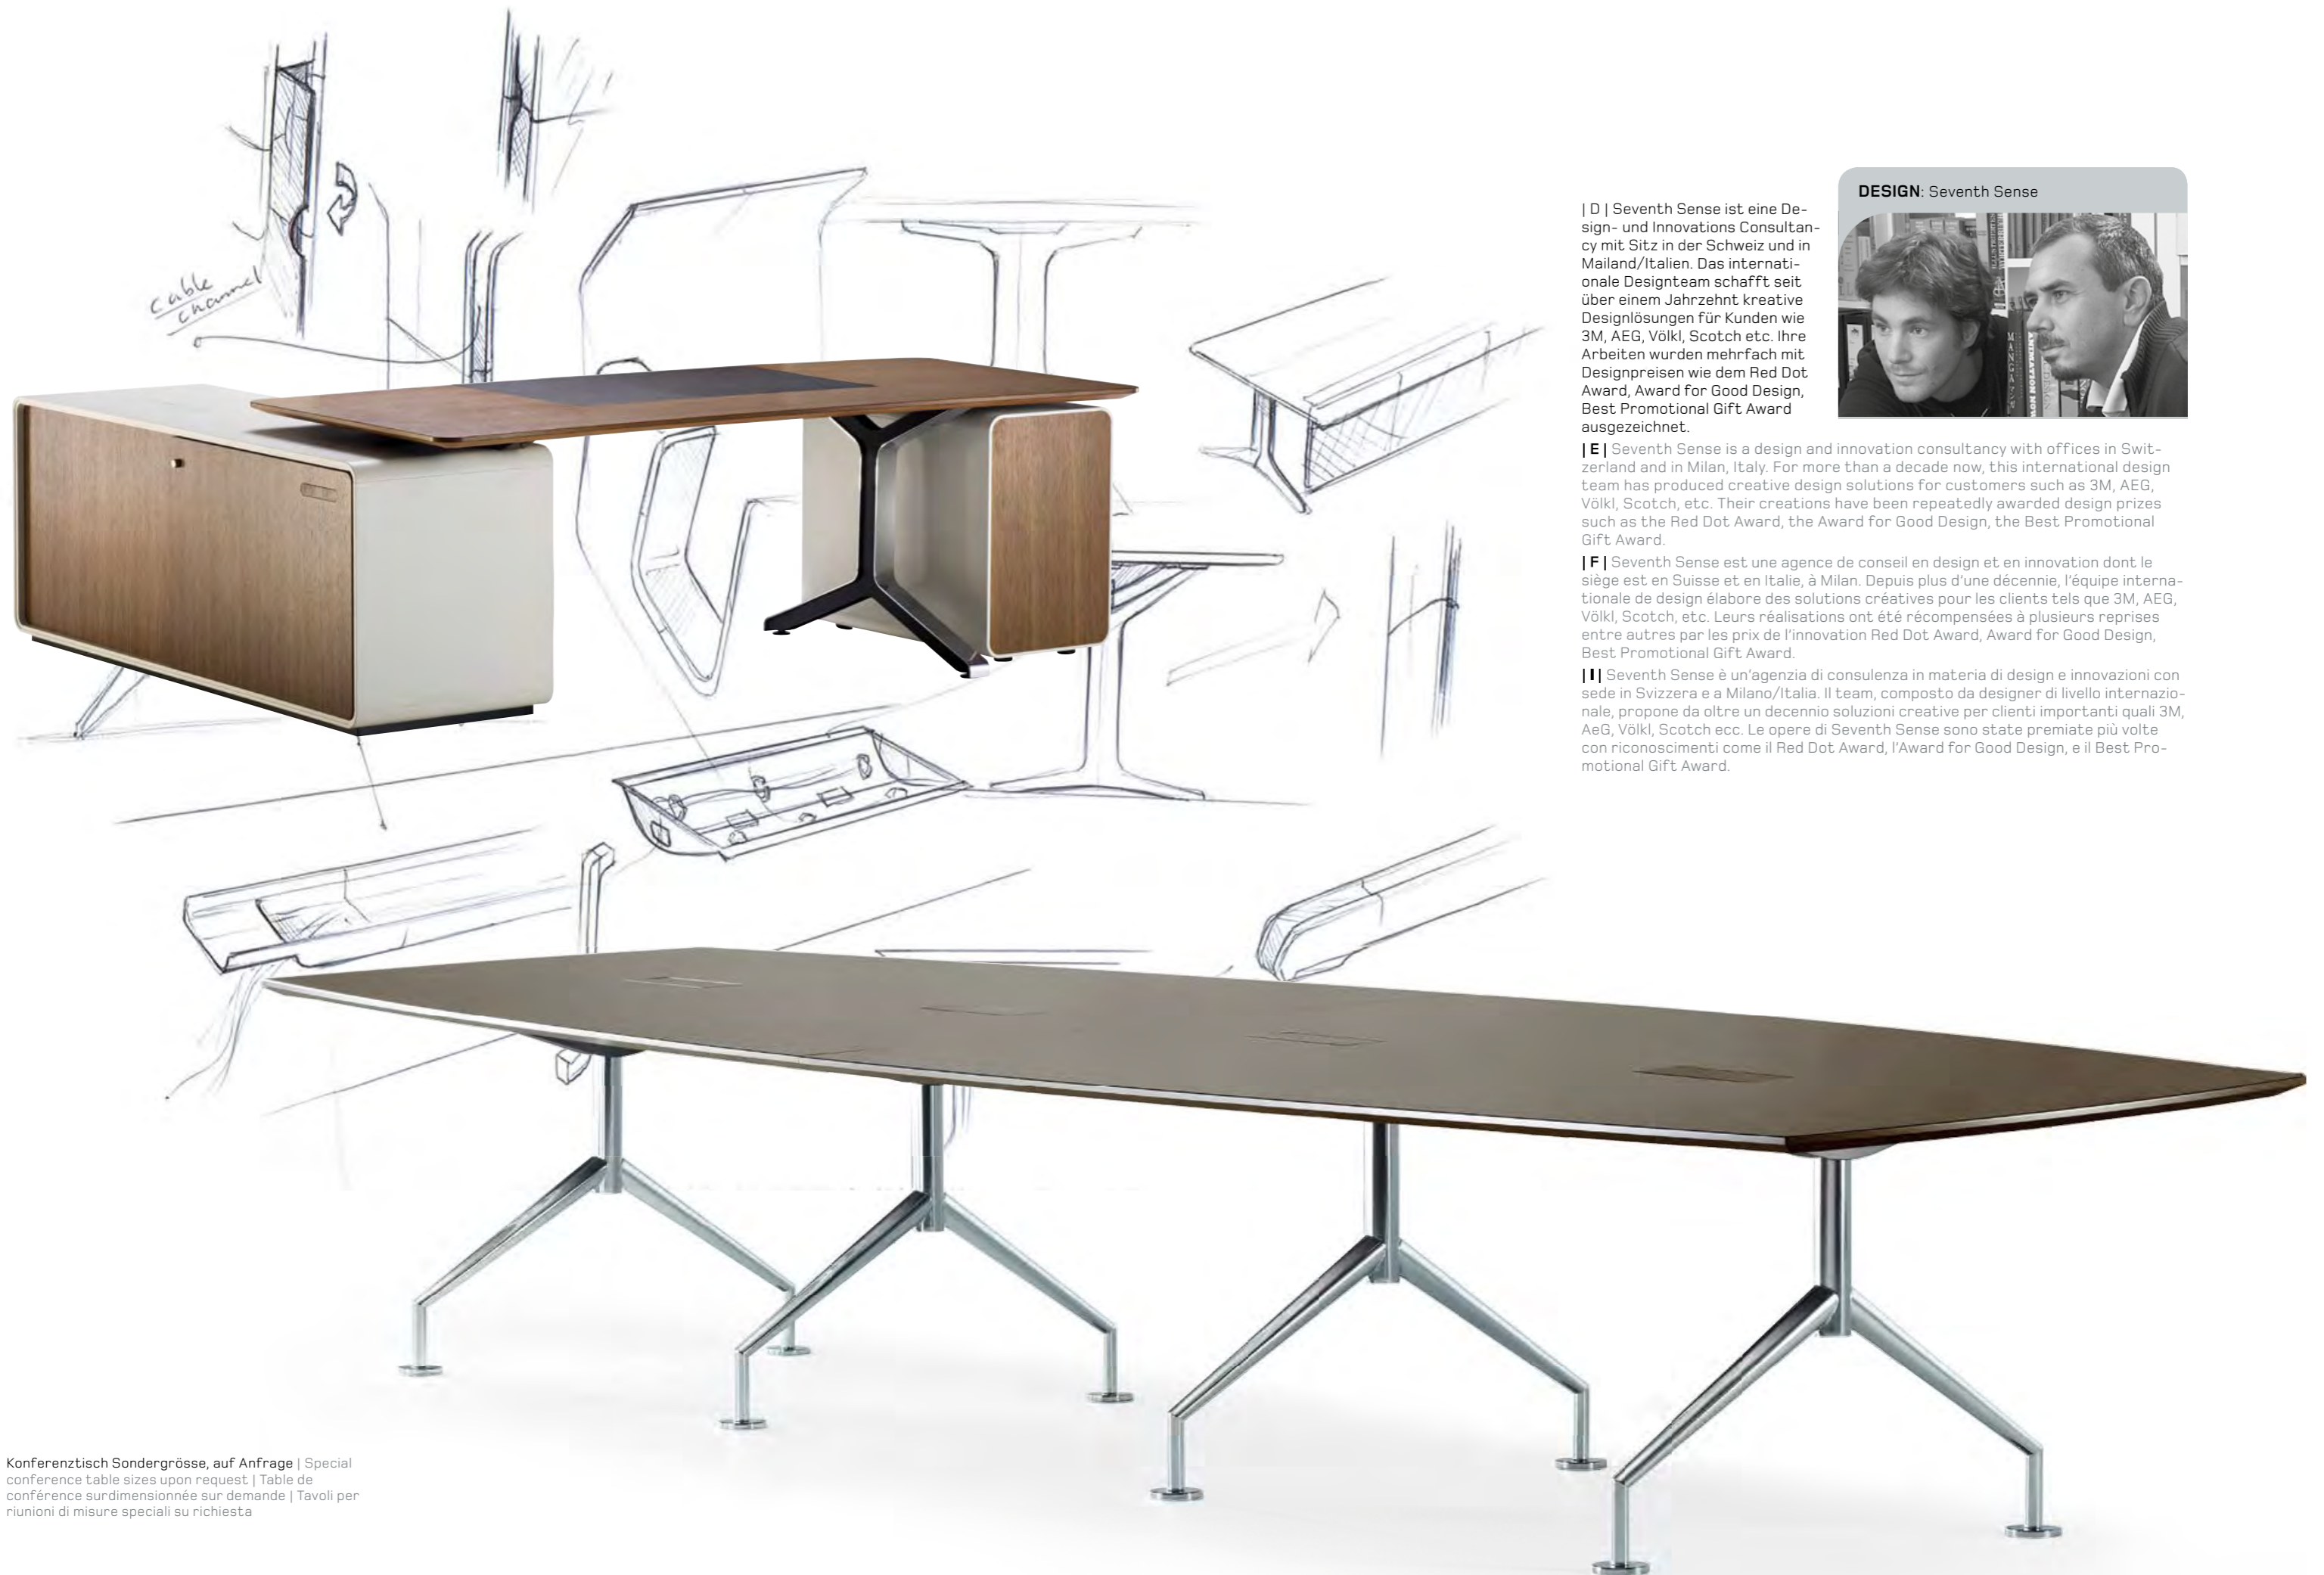 cable
channel
DESIGN: Seventh Sense
| D | Seventh Sense ist eine De-
sign- und Innovations Consultan-
cy mit Sitz in der Schweiz und in
Mailand/Italien. Das internati-
onale Designteam schafft seit
über einem Jahrzehnt kreative
Designlösungen für Kunden wie
3M, AEG, Völkl, Scotch etc. Ihre
Arbeiten wurden mehrfach mit
Designpreisen wie dem Red Dot
Award, Award for Good Design,
Best Promotional Gift Award
ausgezeichnet.
| E | Seventh Sense is a design and innovation consultancy with offices in Swit-
zerland and in Milan, Italy. For more than a decade now, this international design
team has produced creative design solutions for customers such as 3M, AEG,
Völkl, Scotch, etc. Their creations have been repeatedly awarded design prizes
such as the Red Dot Award, the Award for Good Design, the Best Promotional
Gift Award.
| F | Seventh Sense est une agence de conseil en design et en innovation dont le
siège est en Suisse et en Italie, à Milan. Depuis plus d'une décennie, l'équipe interna-
tionale de design élabore des solutions créatives pour les clients tels que 3M, AEG,
Völkl, Scotch, etc. Leurs réalisations ont été récompensées à plusieurs reprises
entre autres par les prix de l'innovation Red Dot Award, Award for Good Design,
Best Promotional Gift Award.
| I | Seventh Sense è un'agenzia di consulenza in materia di design e innovazioni con
sede in Svizzera e a Milano/Italia. Il team, composto da designer di livello internazio-
nale, propone da oltre un decennio soluzioni creative per clienti importanti quali 3M,
AeG, Völkl, Scotch ecc. Le opere di Seventh Sense sono state premiate più volte
con riconoscimenti come il Red Dot Award, l'Award for Good Design, e il Best Pro-
motional Gift Award.
MANGA
ANIMATION NOW
Konferenztisch Sondergrösse, auf Anfrage | Special
conference table sizes upon request | Table de
conférence surdimensionnée sur demande | Tavoli per
riunioni di misure speciali su richiesta